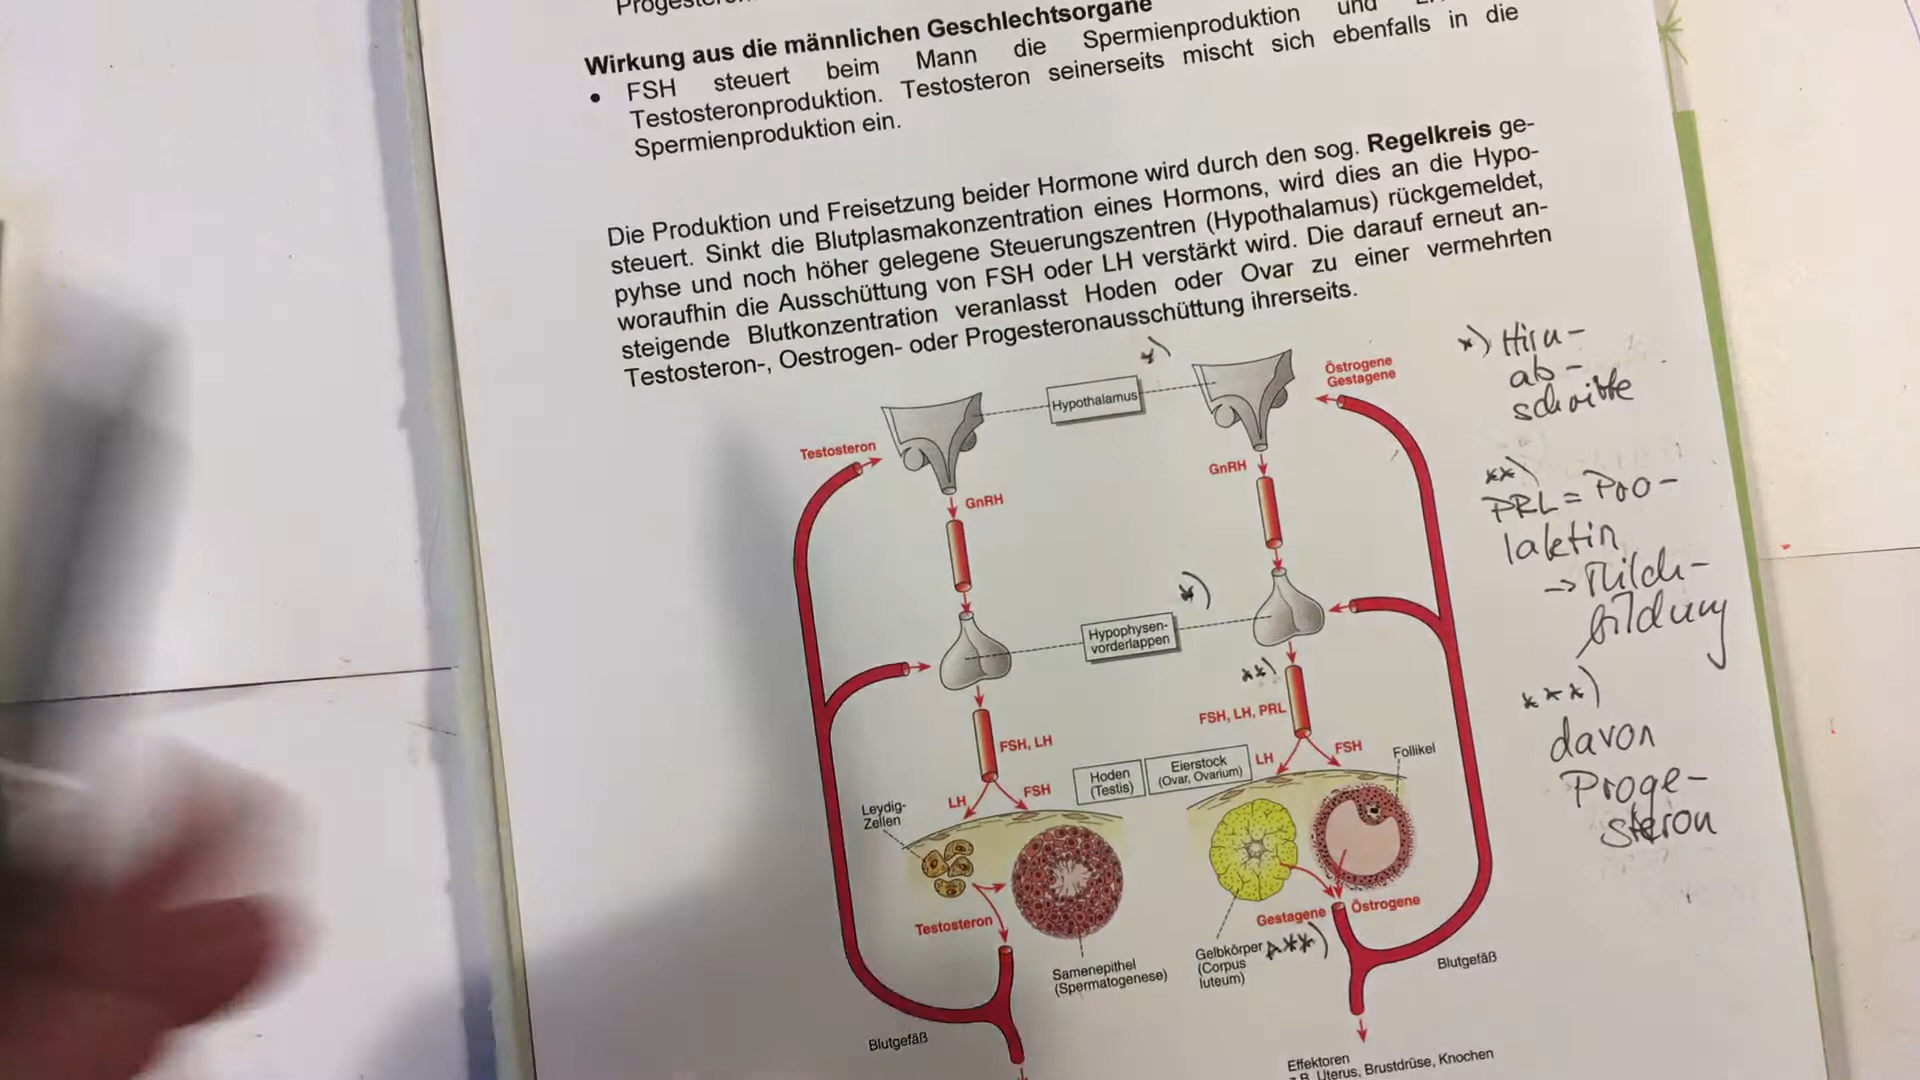 Wirkung aus die männlichen Geschlechtsorgane
• FSH steuert beim Mann die Spermienproduktion und
Testosteronproduktion. Testosteron seinerseits mischt sich ebenfalls in die
Spermienproduktion ein.
Die Produktion und Freisetzung beider Hormone wird durch den sog. Regelkreis ge-
steuert. Sinkt die Blutplasmakonzentration eines Hormons, wird dies an die Hypo-
pyhse und noch höher gelegene Steuerungszentren (Hypothalamus) rückgemeldet,
woraufhin die Ausschüttung von FSH oder LH verstärkt wird. Die darauf erneut an-
steigende Blutkonzentration veranlasst Hoden oder Ovar zu einer vermehrten
Testosteron-, Oestrogen- oder Progesteronausschüttung ihrerseits.
*)
Hypothalamus
Östrogene
Gestagene
Testosteron
GnRH
GnRH
*)
Hypophysen-
vorderlappen
**)
FSH, LH, PRL
FSH, LH
LH
FSH
Follikel
Hoden
(Testis)
Eierstock
(Ovar, Ovarium)
LH
FSH
Leydig-
Zellen
Testosteron
Gestagene
Östrogene
Samenepithel
(Spermatogenese)
Gelbkörper ***)
(Corpus
luteum)
Blutgefäß
Blutgefäß
Effektoren
z.B. Uterus, Brustdrüse, Knochen
*) Hirn-
ab-
schnitte
**)
PRL = Pro-
laktin
-> Milch-
bildung
***)
davon
Proge-
steron